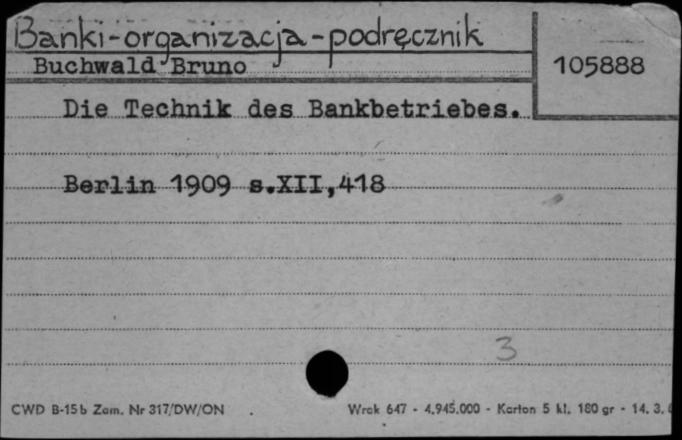 Banki-organizacja-podręcznik
Buchwald Bruno
105888
Die Technik des Bankbetriebes.
Berlin 1909 s.XII,418
3
CWD B-15b Zam. Nr 317/DW/ON
Wrak 647 - 4.945.000 - Karton 5 kl. 180 gr - 14. 3.